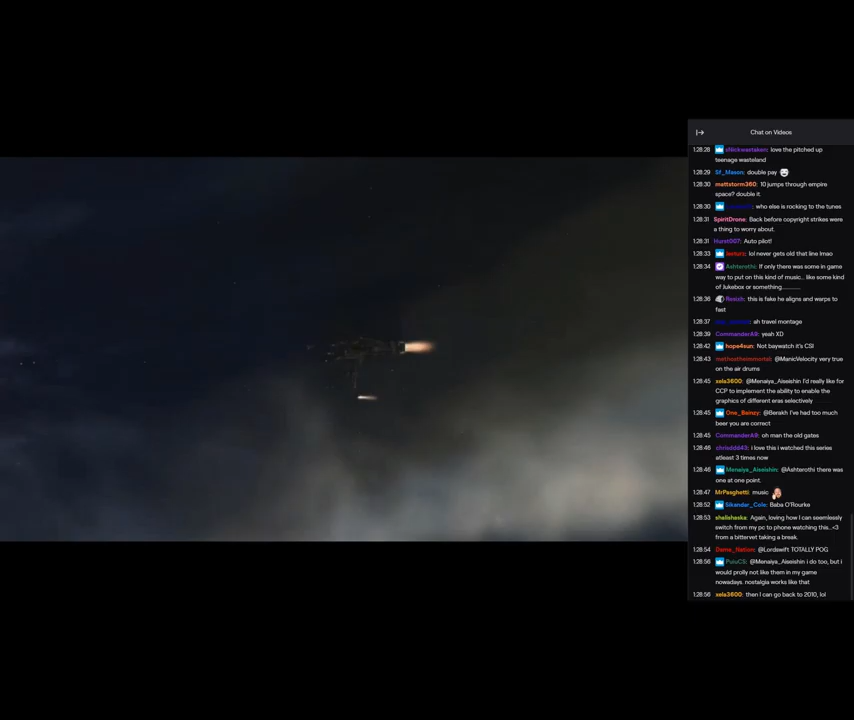 Chat on Videos
1:28:28 sfikickwastaken: love the pitched up
teenage wasteland
1:28:29 Sf_Mason: double pay
1:28:30 mattstorm360: 10 jumps through empire
space? double it.
1:28:30 : who else is rocking to the tunes
1:28:31 SpiritDrone: Back before copyright strikes were
a thing to worry about.
1:28:31 Hurst007: Auto pilot!
1:28:33 : lol never gets old that line lmao
1:28:34 Ashterothi: If only there was some in game
way to put on this kind of music... like some kind
of Jukebox or something...............
1:28:36 : this is fake he aligns and warps to
fast
1:28:37 : ah travel montage
1:28:39 CommanderA9: yeah XD
1:28:42 hope4sun: Not baywatch it's CSI
1:28:43 methostheimmortal: @ManicVelocity very true
on the air drums
1:28:45 xela3600: @Menaiya_Aiseishin I'd really like for
CCP to implement the ability to enable the
graphics of different eras selectively
1:28:45 One_Bainzy: @Berakh I've had too much
beer you are correct
1:28:45 CommanderA9: oh man the old gates
1:28:46 chrisddd43: i love this i watched this series
atleast 3 times now
1:28:46 Menaiya_Aiseishin: @Ashterothi there was
one at one point.
1:28:47 MrPasghetti: music
1:28:52 Sikandar_Cole: Baba O'Rourke
1:28:53 shalishaska: Again, loving how I can seemlessly
switch from my pc to phone watching this...<3
from a bittervet taking a break.
1:28:54 Dame_Nation: @Lordswift TOTALLY POG
1:28:56 PuiuCS: @Menaiya_Aiseishin i do too, but i
would prolly not like them in my game
nowadays. nostalgia works like that
1:28:56 xela3600: then I can go back to 2010, lol